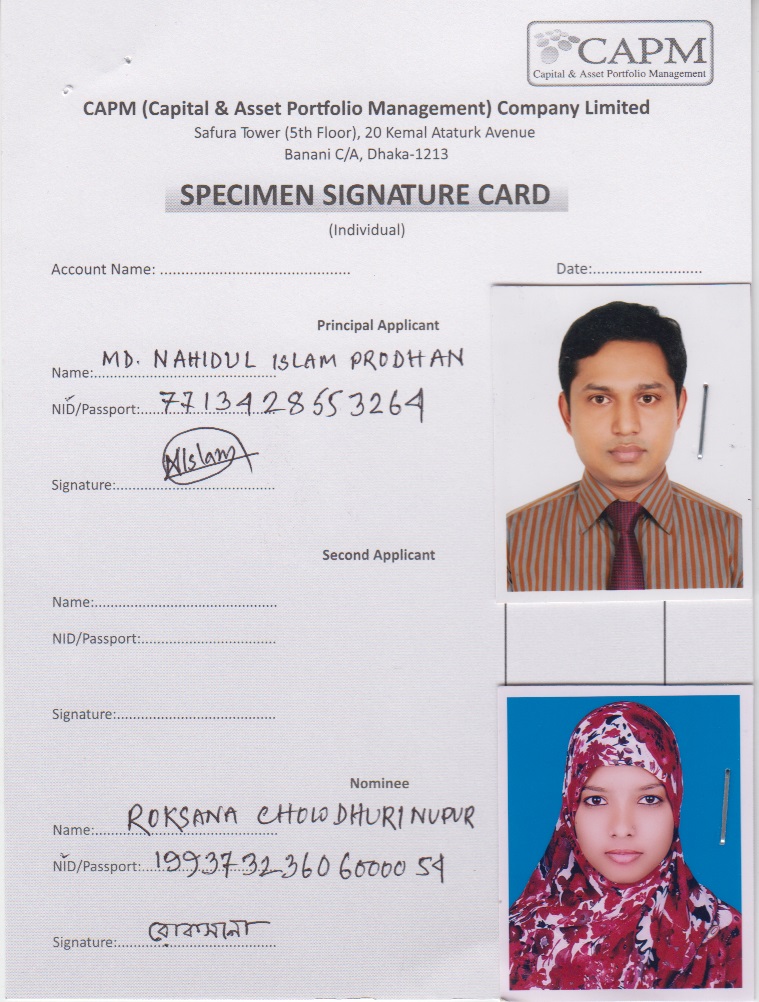 CAPM
Capital & Asset Portfolio Management
CAPM (Capital & Asset Portfolio Management) Company Limited
Safura Tower (5th Floor), 20 Kemal Ataturk Avenue
Banani C/A, Dhaka-1213
SPECIMEN SIGNATURE CARD
(Individual)
Account Name: ............................................ Date:..........................
Principal Applicant
Name: MD. NAHIDUL ISLAM PRODHAN
NID/Passport: 7713428553264
Signature: NIslam
Second Applicant
Name:...........................................
NID/Passport:................................
Signature:.....................................
Nominee
Name: ROKSANA CHOWDHURI NUPUR
NID/Passport: 19937323606000054
Signature: রোকসানা